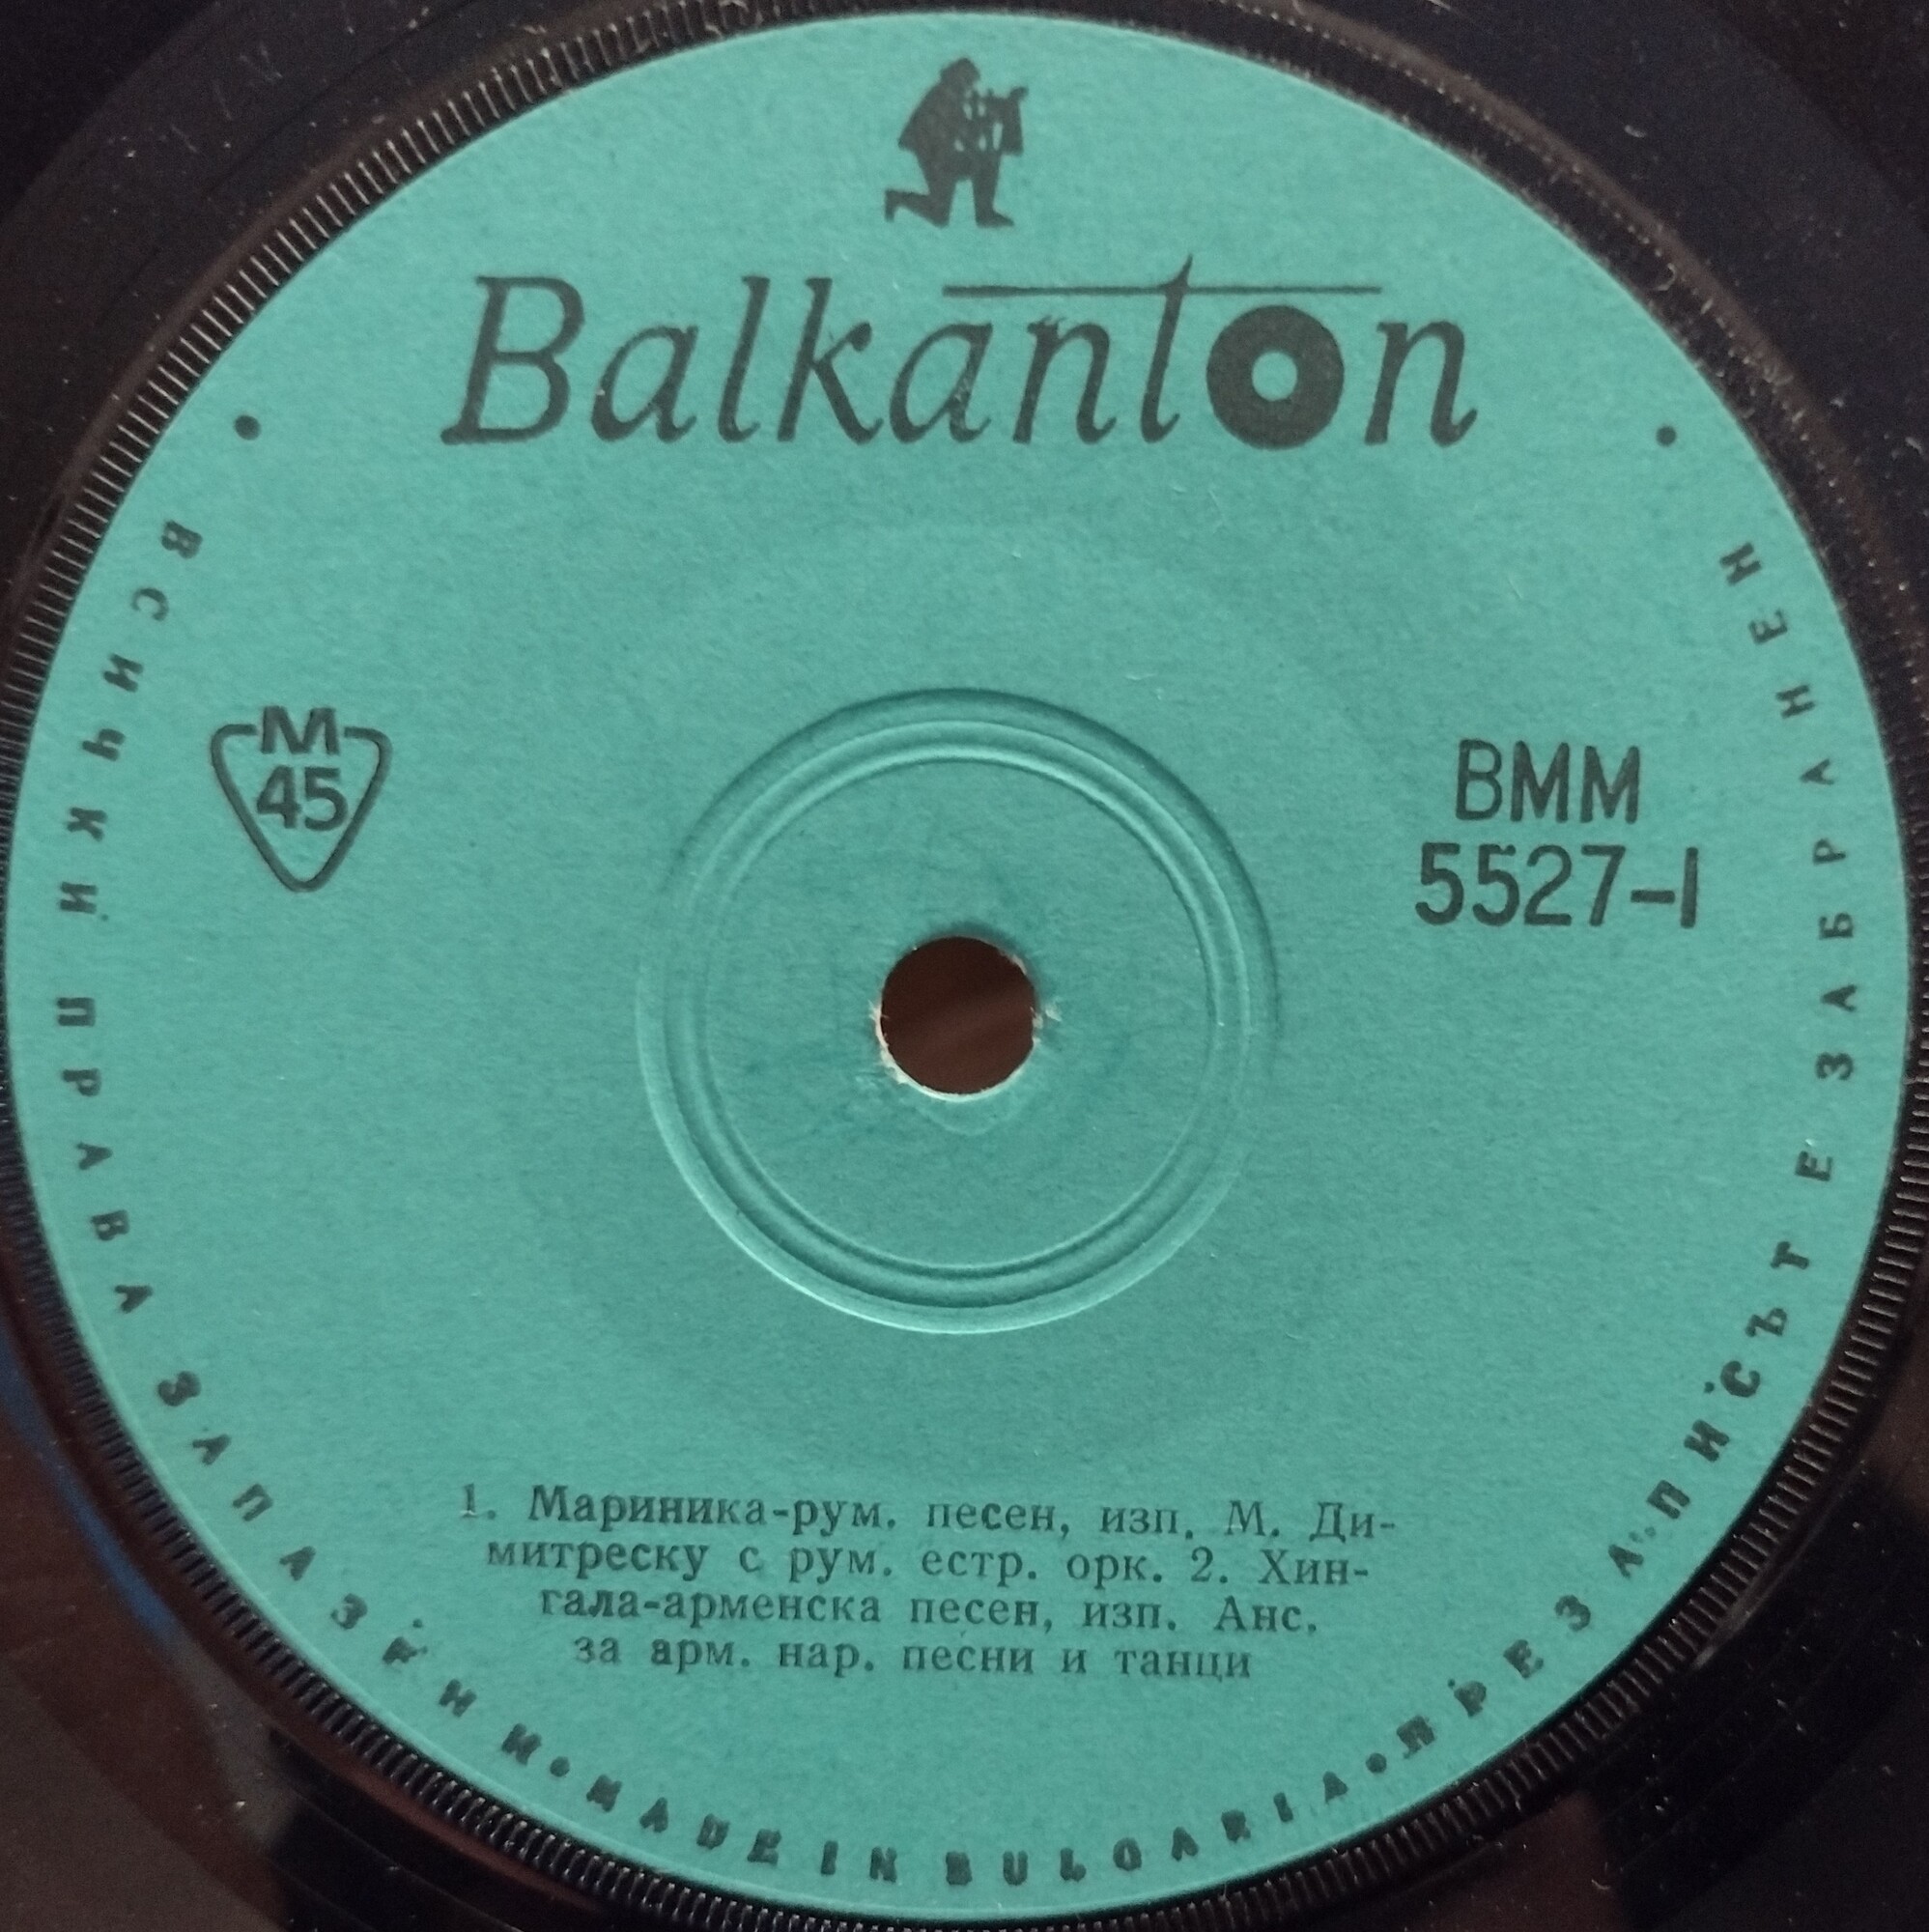 Balkanton
М
45
ВММ
5527-I
1. Мариника-рум. песен, изп. М. Ди-
митреску с рум. естр. орк. 2. Хин-
гала-арменска песен, изп. Анс.
за арм. нар. песни и танци
• ВСИЧКИ ПРАВА ЗАПАЗЕНИ • MADE IN BULGARIA • ПРЕЗАПИСЪТ Е ЗАБРАНЕН •